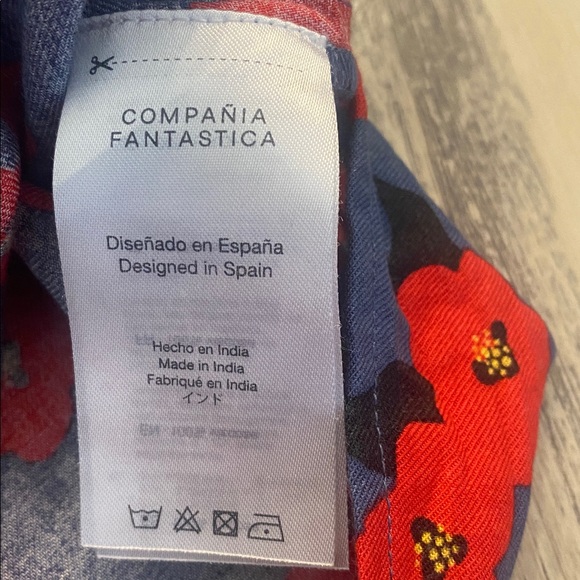 COMPAÑIA
FANTASTICA
Diseñado en España
Designed in Spain
Hecho en India
Made in India
Fabriqué en India
インド